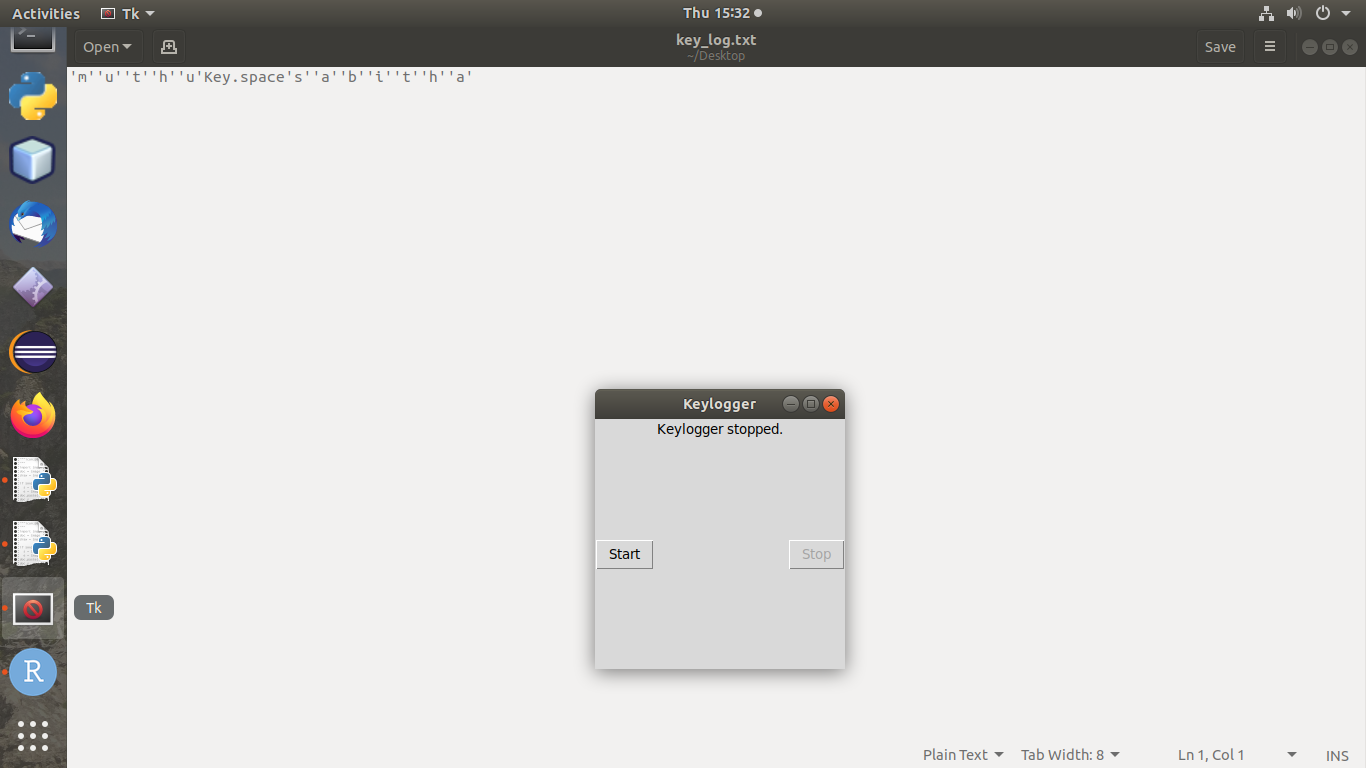 Activities Tk Thu 15:32
Open key_log.txt Save
~/Desktop
'm''u''t''h''u'Key.space's''a''b''i''t''h''a'
Keylogger
Keylogger stopped.
Start Stop
Tk
R
Plain Text Tab Width: 8 Ln 1, Col 1 INS